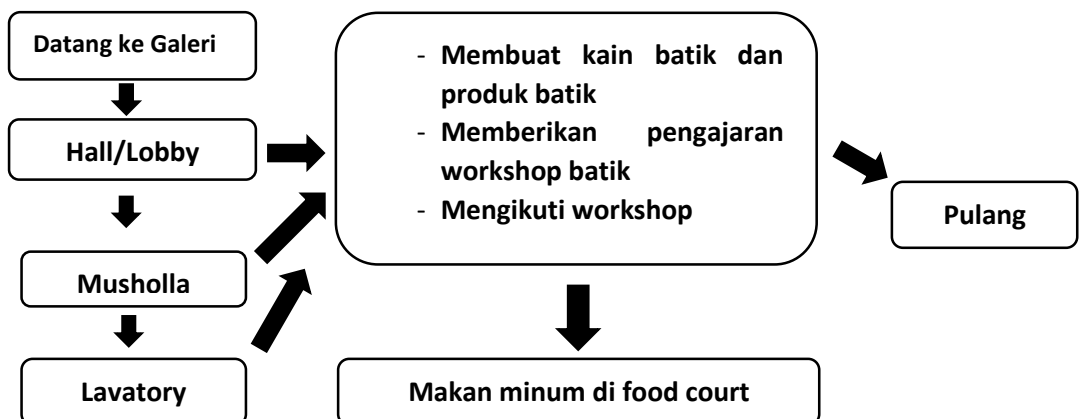 Datang ke Galeri
Hall/Lobby
Musholla
Lavatory
- Membuat kain batik dan
produk batik
- Memberikan pengajaran
workshop batik
- Mengikuti workshop
Makan minum di food court
Pulang